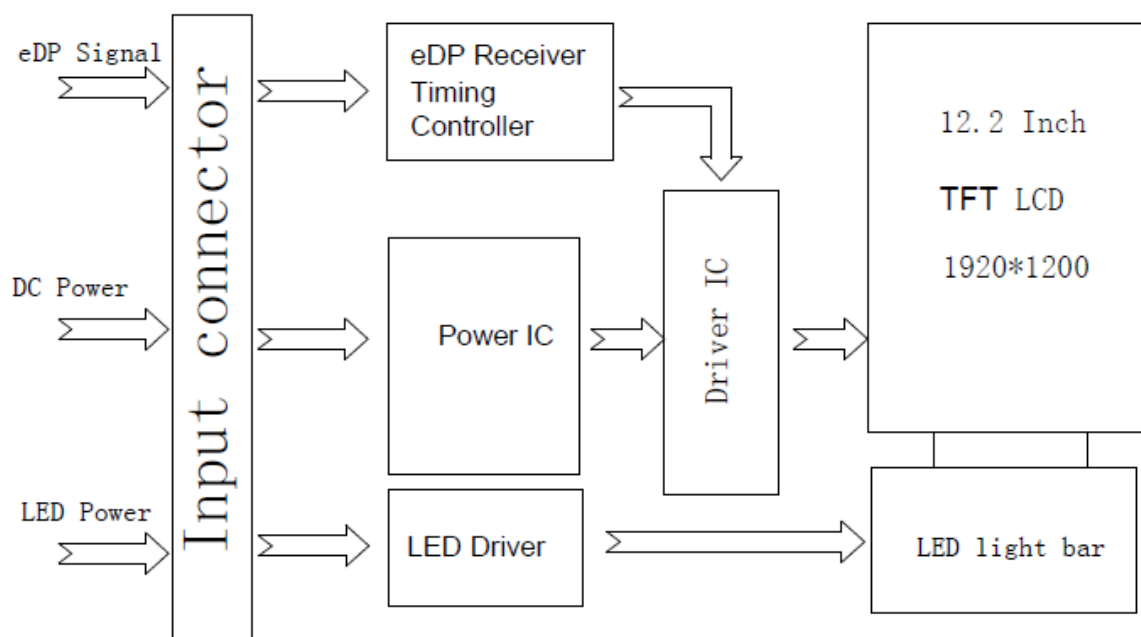 eDP Signal
DC Power
LED Power
Input connector
eDP Receiver
Timing
Controller
Power IC
LED Driver
Driver IC
12.2 Inch
TFT LCD
1920*1200
LED light bar